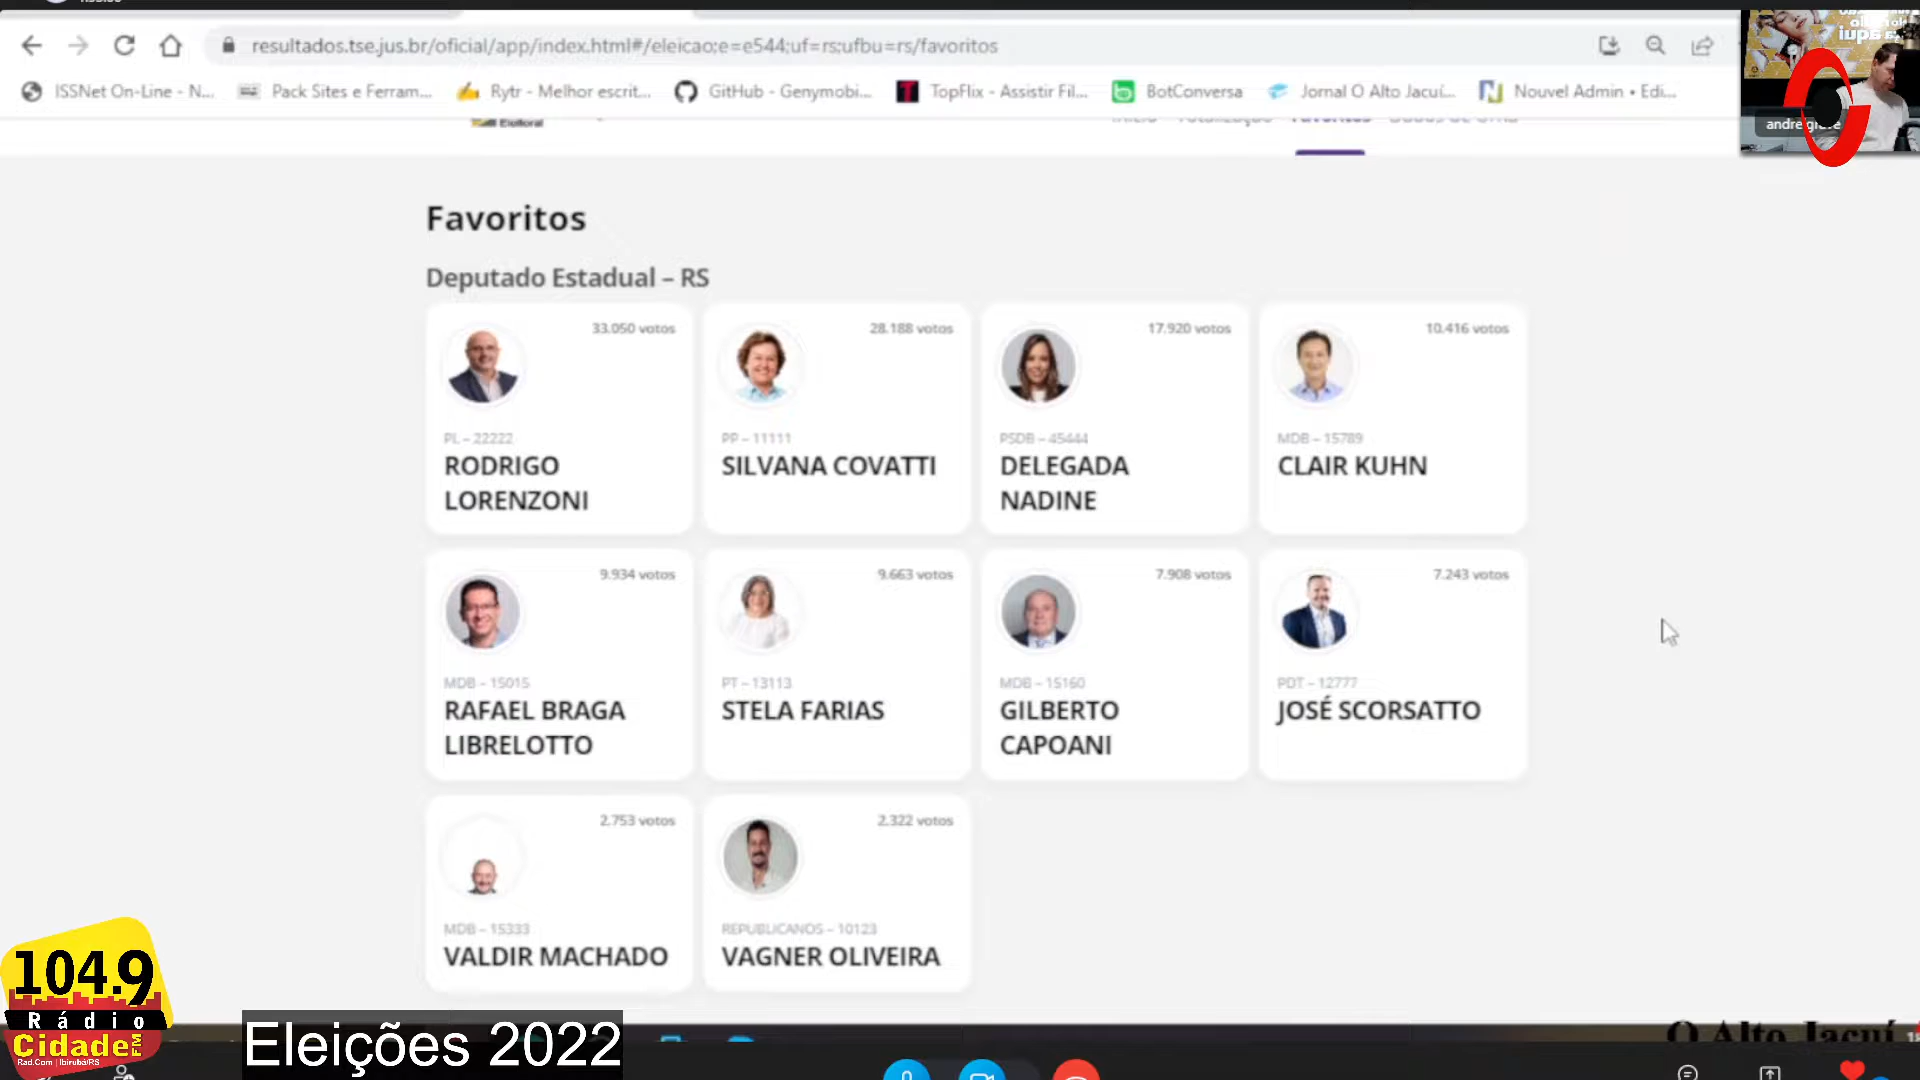 resultados.tse.jus.br/oficial/app/index.html#/eleicao;e=e544;uf=rs;ufbu=rs/favoritos
ISSNet On-Line - N... Pack Sites e Ferram... Rytr - Melhor escrit... GitHub - Genymobi... TopFlix - Assistir Fil... BotConversa Jornal O Alto Jacuí... Nouvel Admin • Edi...
Favoritos
Deputado Estadual – RS
33.050 votos
PL – 22222
RODRIGO
LORENZONI
28.188 votos
PP – 11111
SILVANA COVATTI
17.920 votos
PSDB – 45444
DELEGADA
NADINE
10.416 votos
MDB – 15789
CLAIR KUHN
9.934 votos
MDB – 15015
RAFAEL BRAGA
LIBRELOTTO
9.663 votos
PT – 13113
STELA FARIAS
7.908 votos
MDB – 15160
GILBERTO
CAPOANI
7.243 votos
PDT – 12777
JOSÉ SCORSATTO
2.753 votos
MDB – 15333
VALDIR MACHADO
2.322 votos
REPUBLICANOS – 10123
VAGNER OLIVEIRA
104.9
Rádio
Cidade FM
Rad.Com | Ibirubá/RS
Eleições 2022
O Alto Jacuí